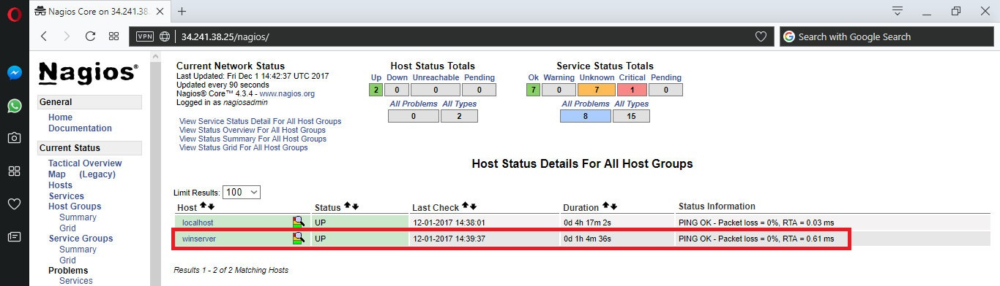 Nagios Core on 34.241.38.
VPN 34.241.38.25/nagios/ Search with Google Search
Nagios®
General
Home
Documentation
Current Status
Tactical Overview
Map (Legacy)
Hosts
Services
Host Groups
Summary
Grid
Service Groups
Summary
Grid
Problems
Services
Current Network Status
Last Updated: Fri Dec 1 14:42:37 UTC 2017
Updated every 90 seconds
Nagios® Core™ 4.3.4 - www.nagios.org
Logged in as nagiosadmin
View Service Status Detail For All Host Groups
View Status Overview For All Host Groups
View Status Summary For All Host Groups
View Status Grid For All Host Groups
Host Status Totals
Up Down Unreachable Pending
2 0 0 0
All Problems All Types
0 2
Service Status Totals
Ok Warning Unknown Critical Pending
7 0 7 1 0
All Problems All Types
8 15
Host Status Details For All Host Groups
Limit Results: 100
Host Status Last Check Duration Status Information
localhost UP 12-01-2017 14:38:01 0d 4h 17m 2s PING OK - Packet loss = 0%, RTA = 0.03 ms
winserver UP 12-01-2017 14:39:37 0d 1h 4m 36s PING OK - Packet loss = 0%, RTA = 0.61 ms
Results 1 - 2 of 2 Matching Hosts